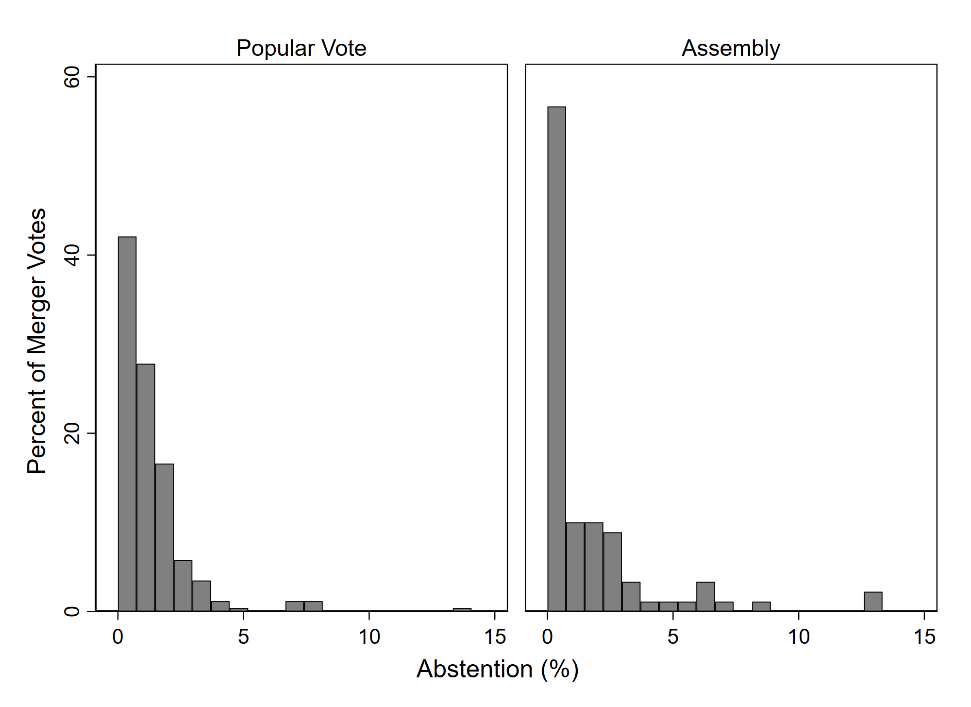 Popular Vote
Assembly
Percent of Merger Votes
60
40
20
0
0 5 10 15
0 5 10 15
Abstention (%)